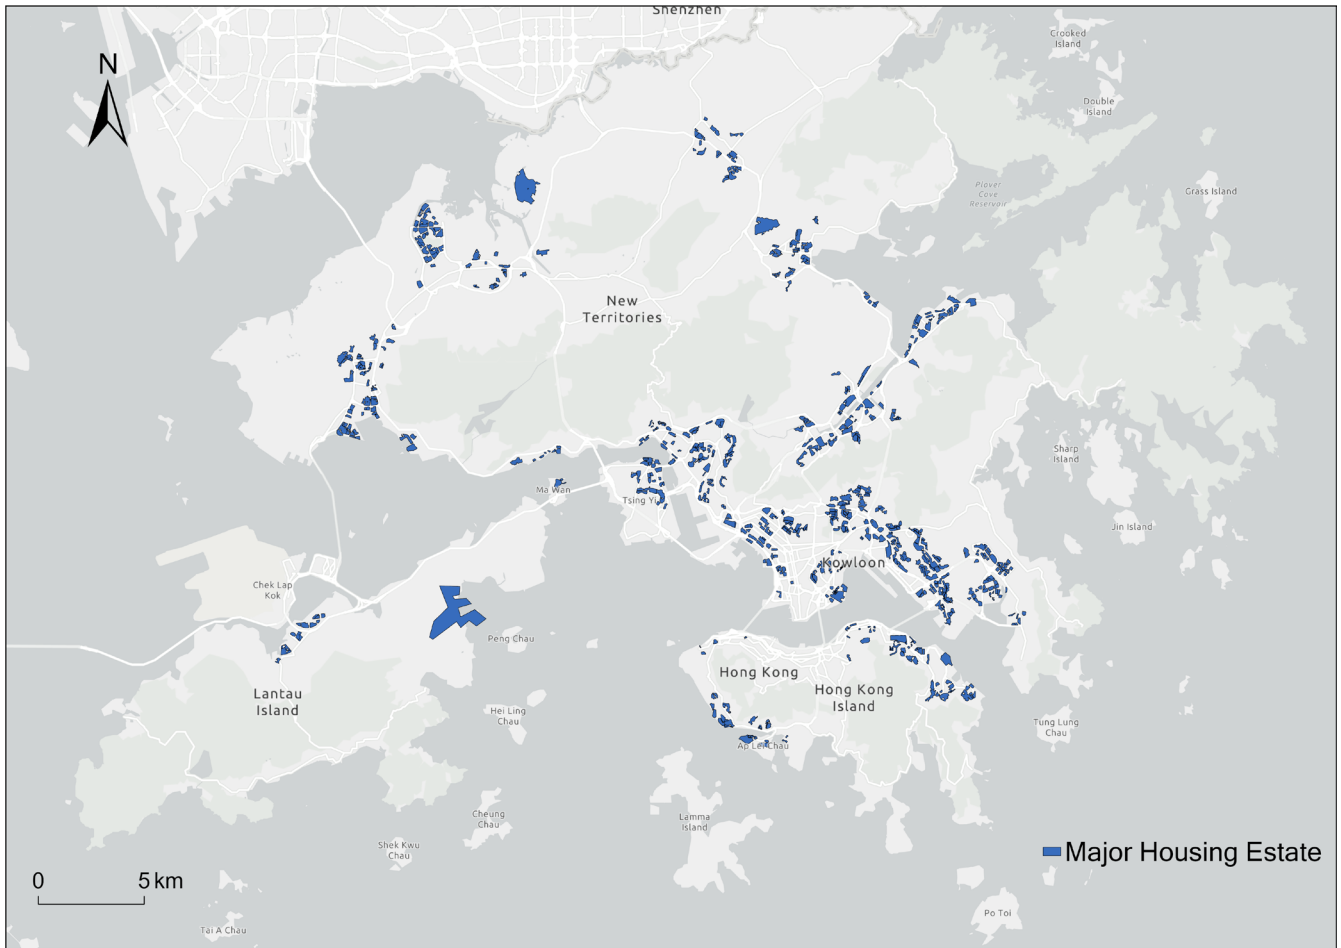 Shenzhen
Crooked
Island
N
Double
Island
Plover
Cove
Reservoir
Grass Island
New
Territories
Sharp
Island
Ma Wan
Tsing Yi
Jin Island
Kowloon
Chek Lap
Kok
Peng Chau
Hong Kong
Lantau
Island
Hong Kong
Island
Hei Ling
Chau
Tung Lung
Chau
Ap Lei Chau
Cheung
Chau
Lamma
Island
Shek Kwu
Chau
Major Housing Estate
0 5 km
Po Toi
Tai A Chau